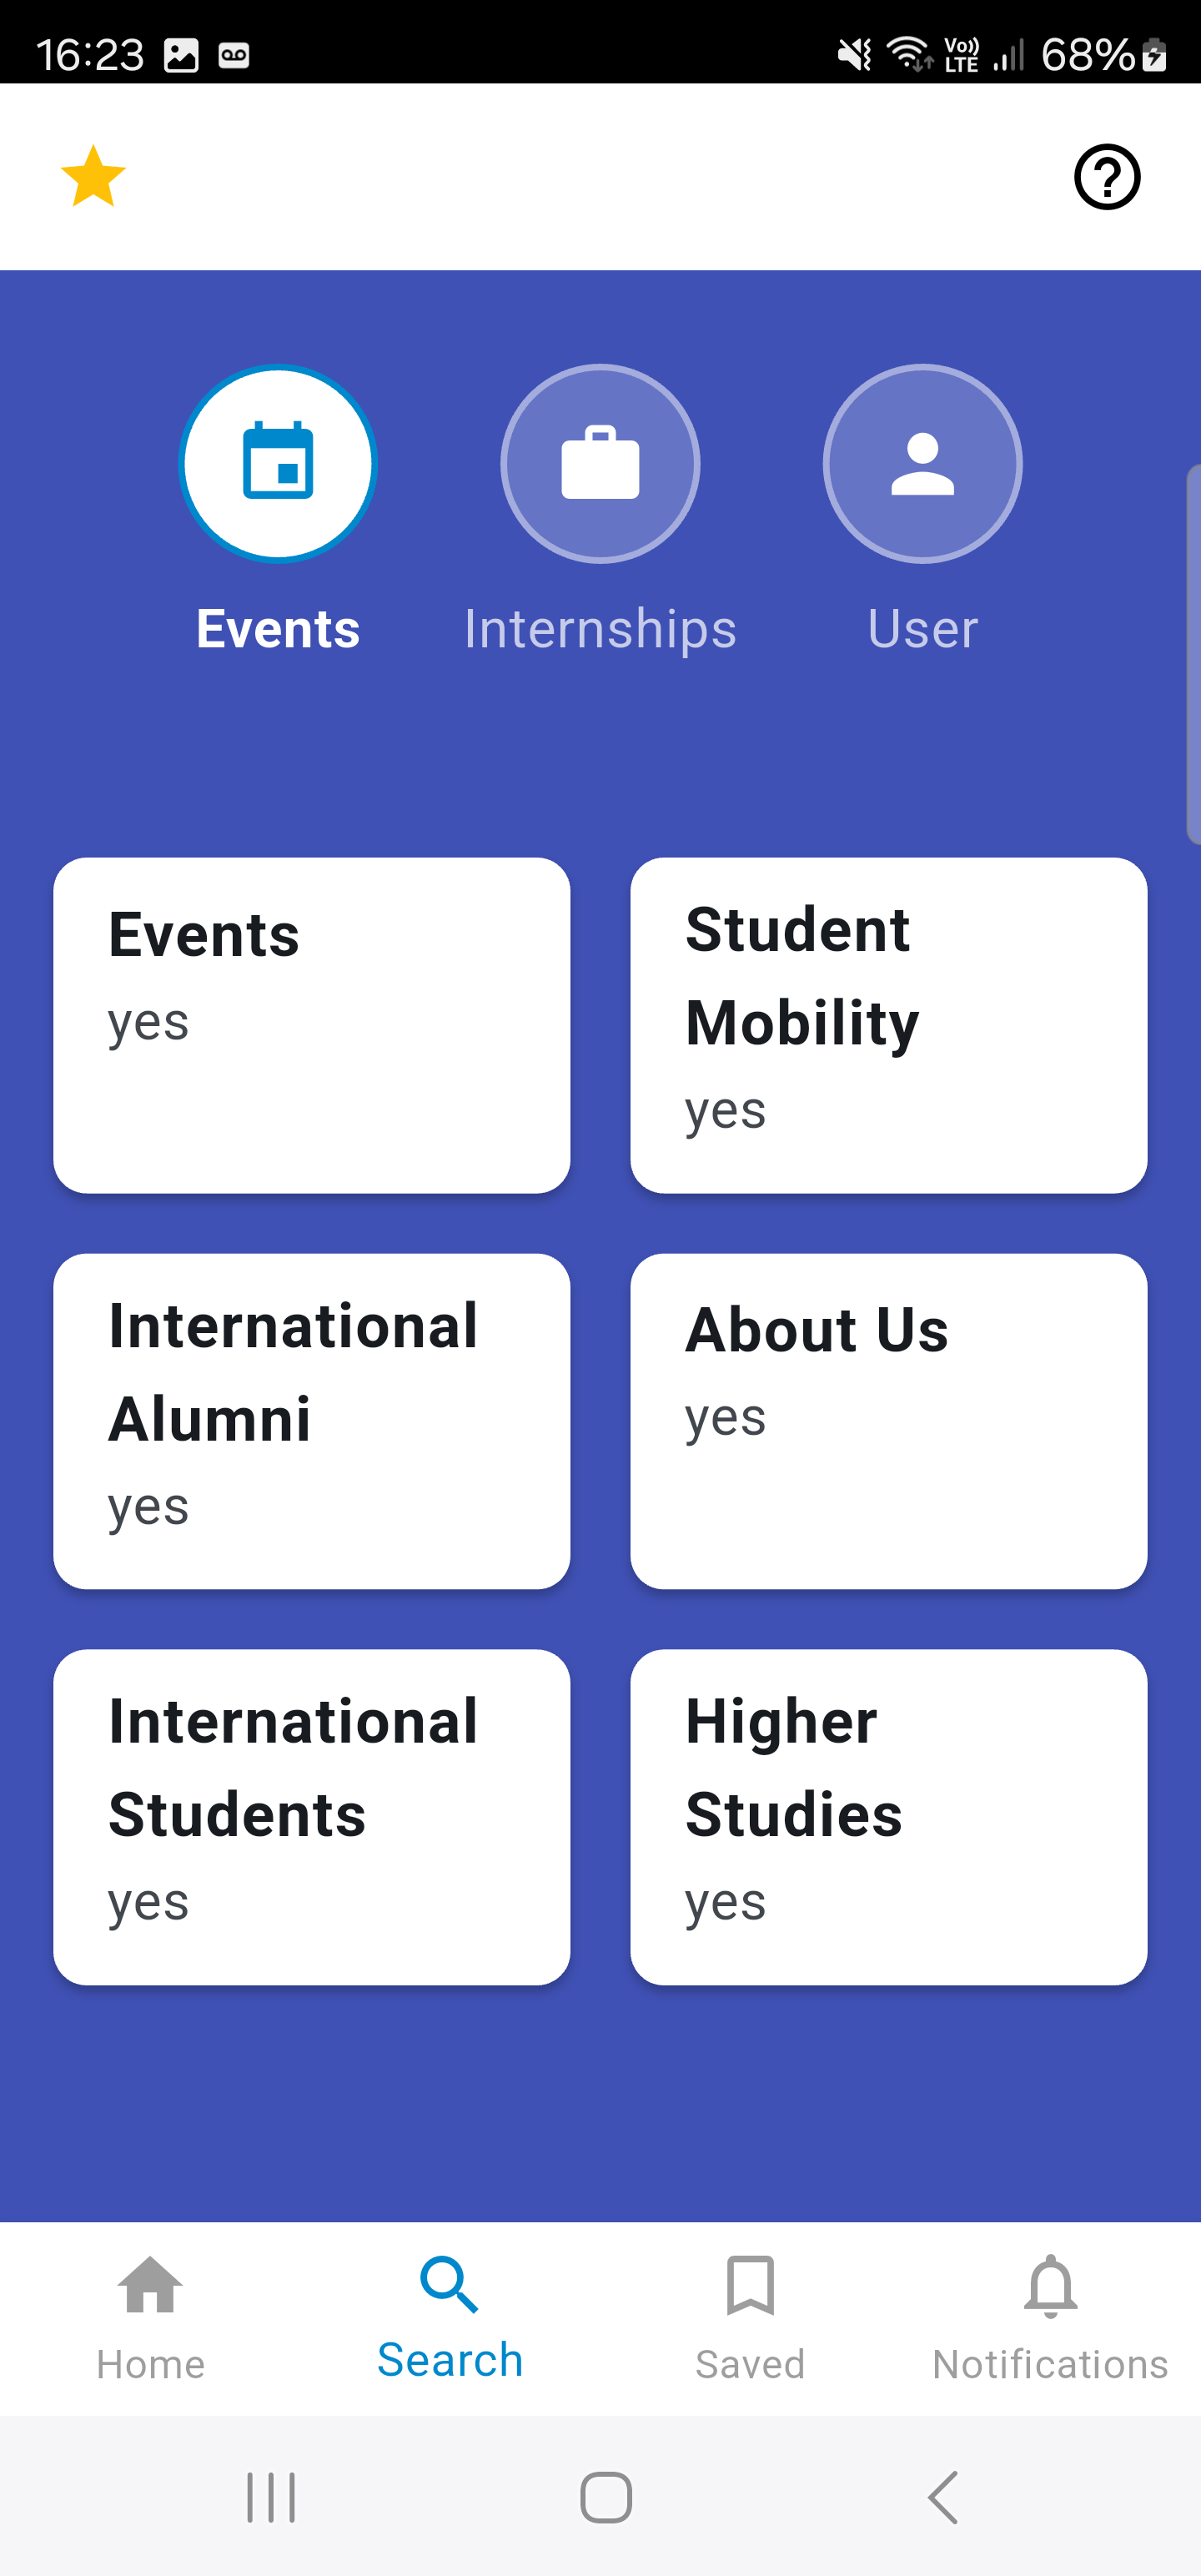 16:23
Vo)) LTE
68%
Events
Internships
User
Events
yes
Student
Mobility
yes
International
Alumni
yes
About Us
yes
International
Students
yes
Higher
Studies
yes
Home
Search
Saved
Notifications